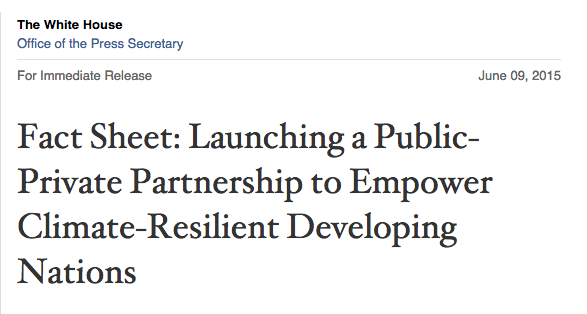 The White House
Office of the Press Secretary
For Immediate Release June 09, 2015
Fact Sheet: Launching a Public-
Private Partnership to Empower
Climate-Resilient Developing
Nations